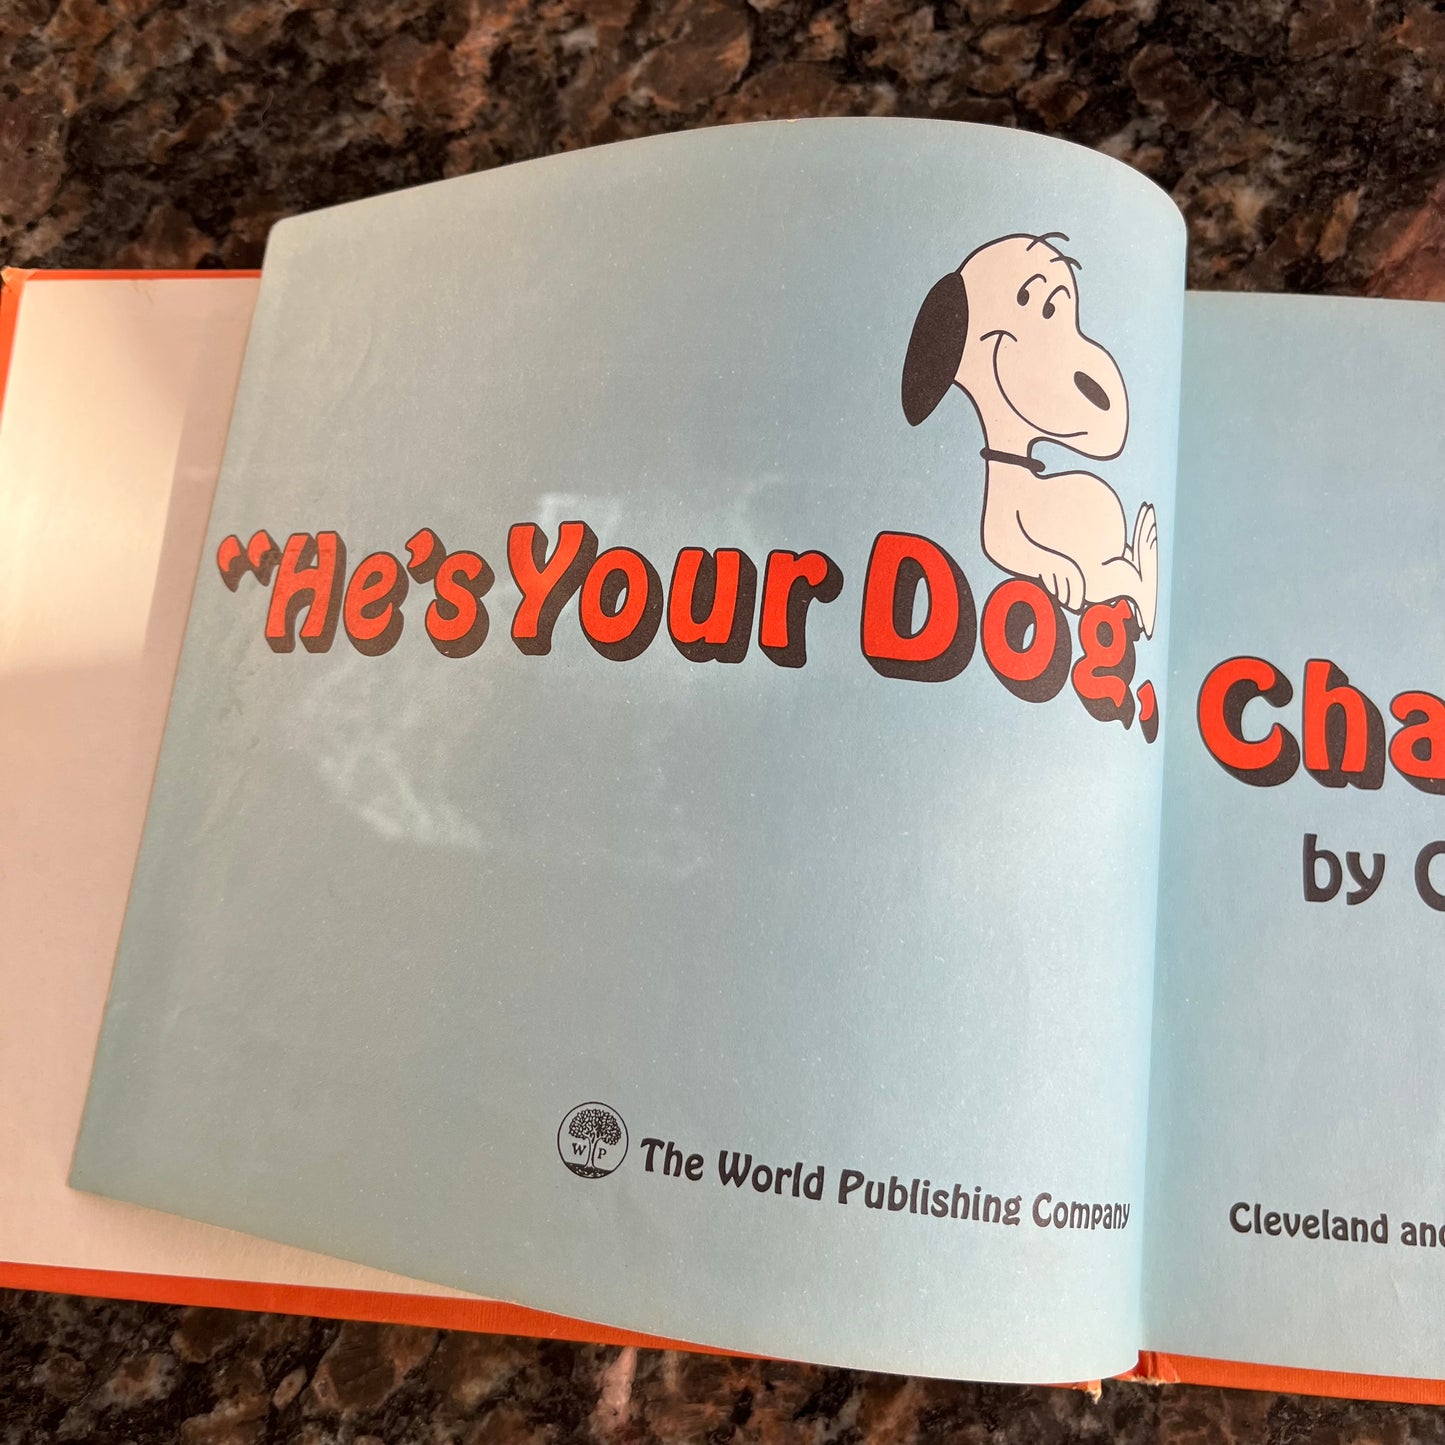 “He’s Your Dog, Cha
by C
W P
The World Publishing Company
Cleveland and